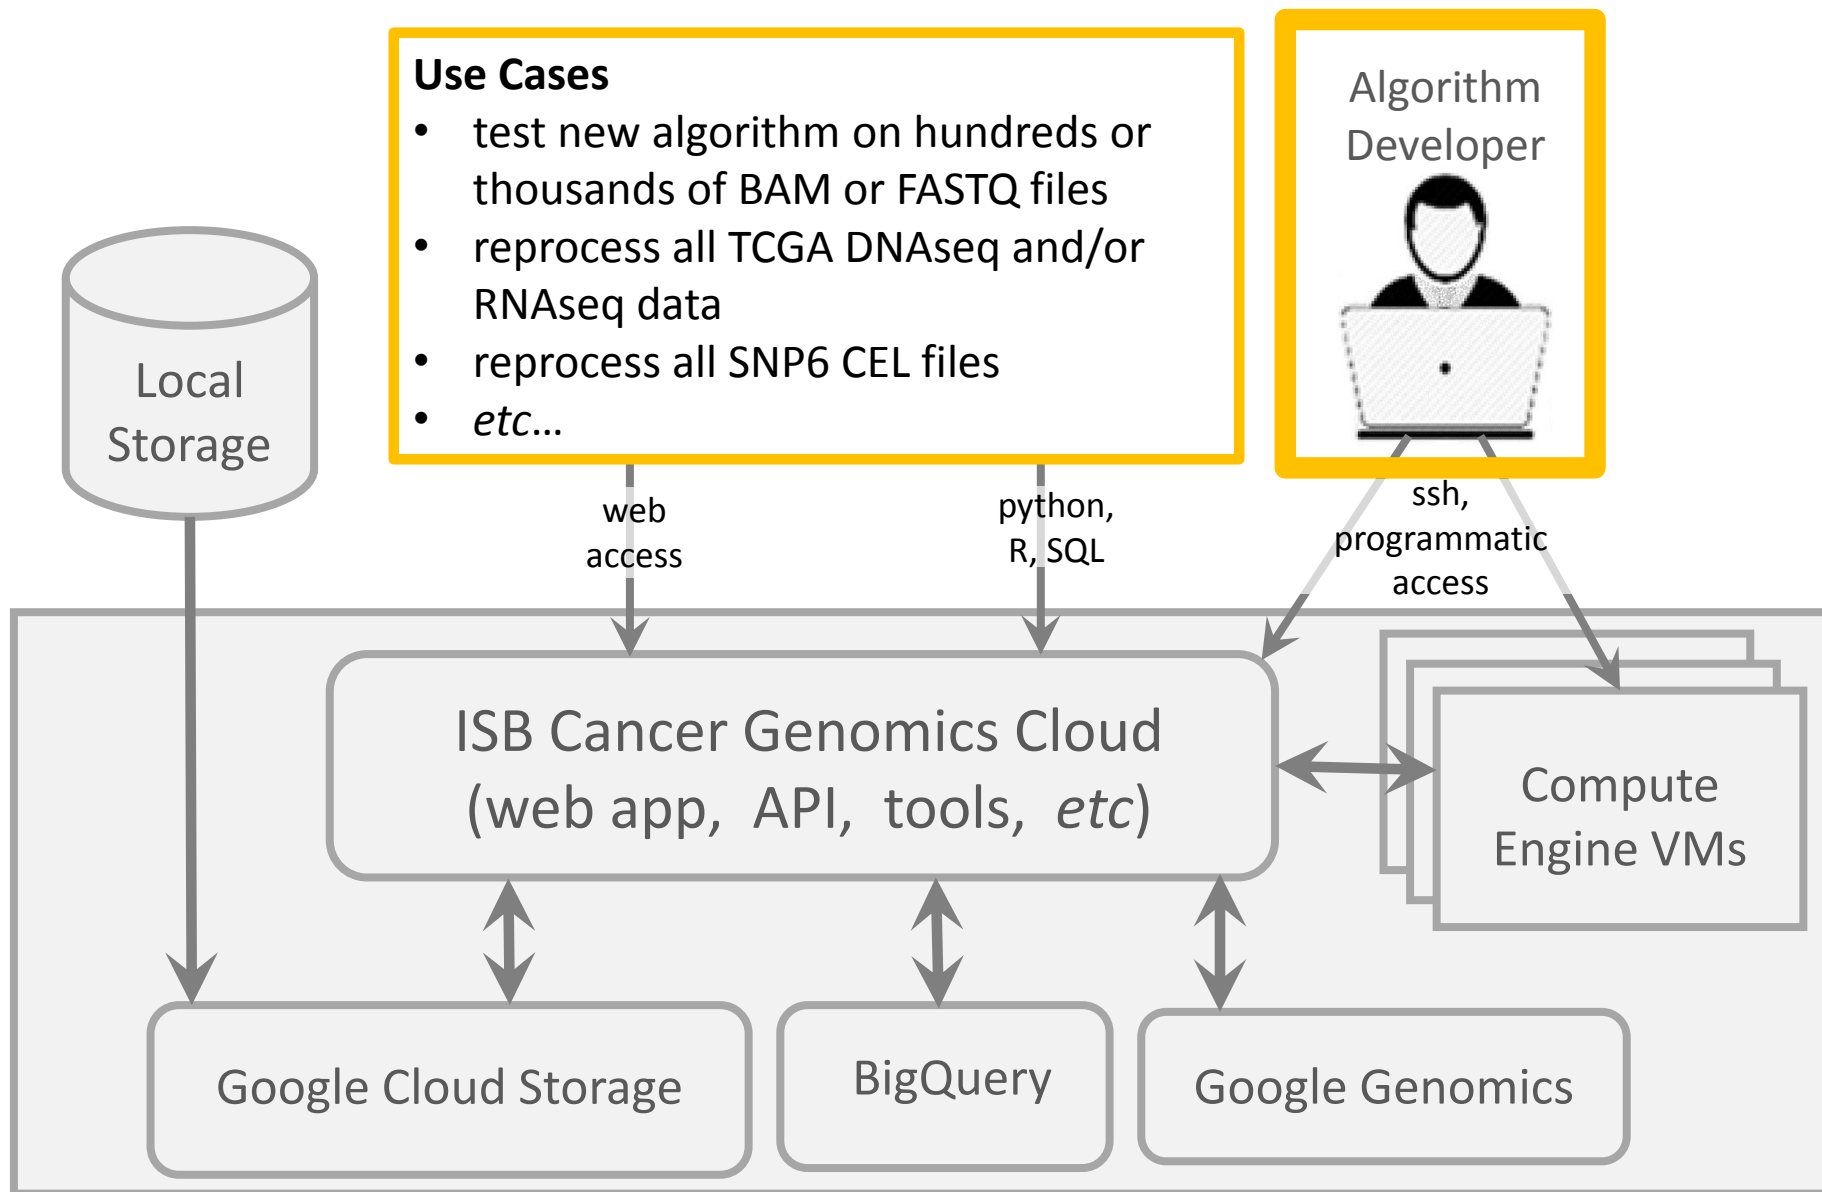 Use Cases
• test new algorithm on hundreds or
thousands of BAM or FASTQ files
• reprocess all TCGA DNAseq and/or
RNAseq data
• reprocess all SNP6 CEL files
• etc…
Algorithm
Developer
Local
Storage
web
access
python,
R, SQL
ssh,
programmatic
access
ISB Cancer Genomics Cloud
(web app, API, tools, etc)
Compute
Engine VMs
Google Cloud Storage
BigQuery
Google Genomics